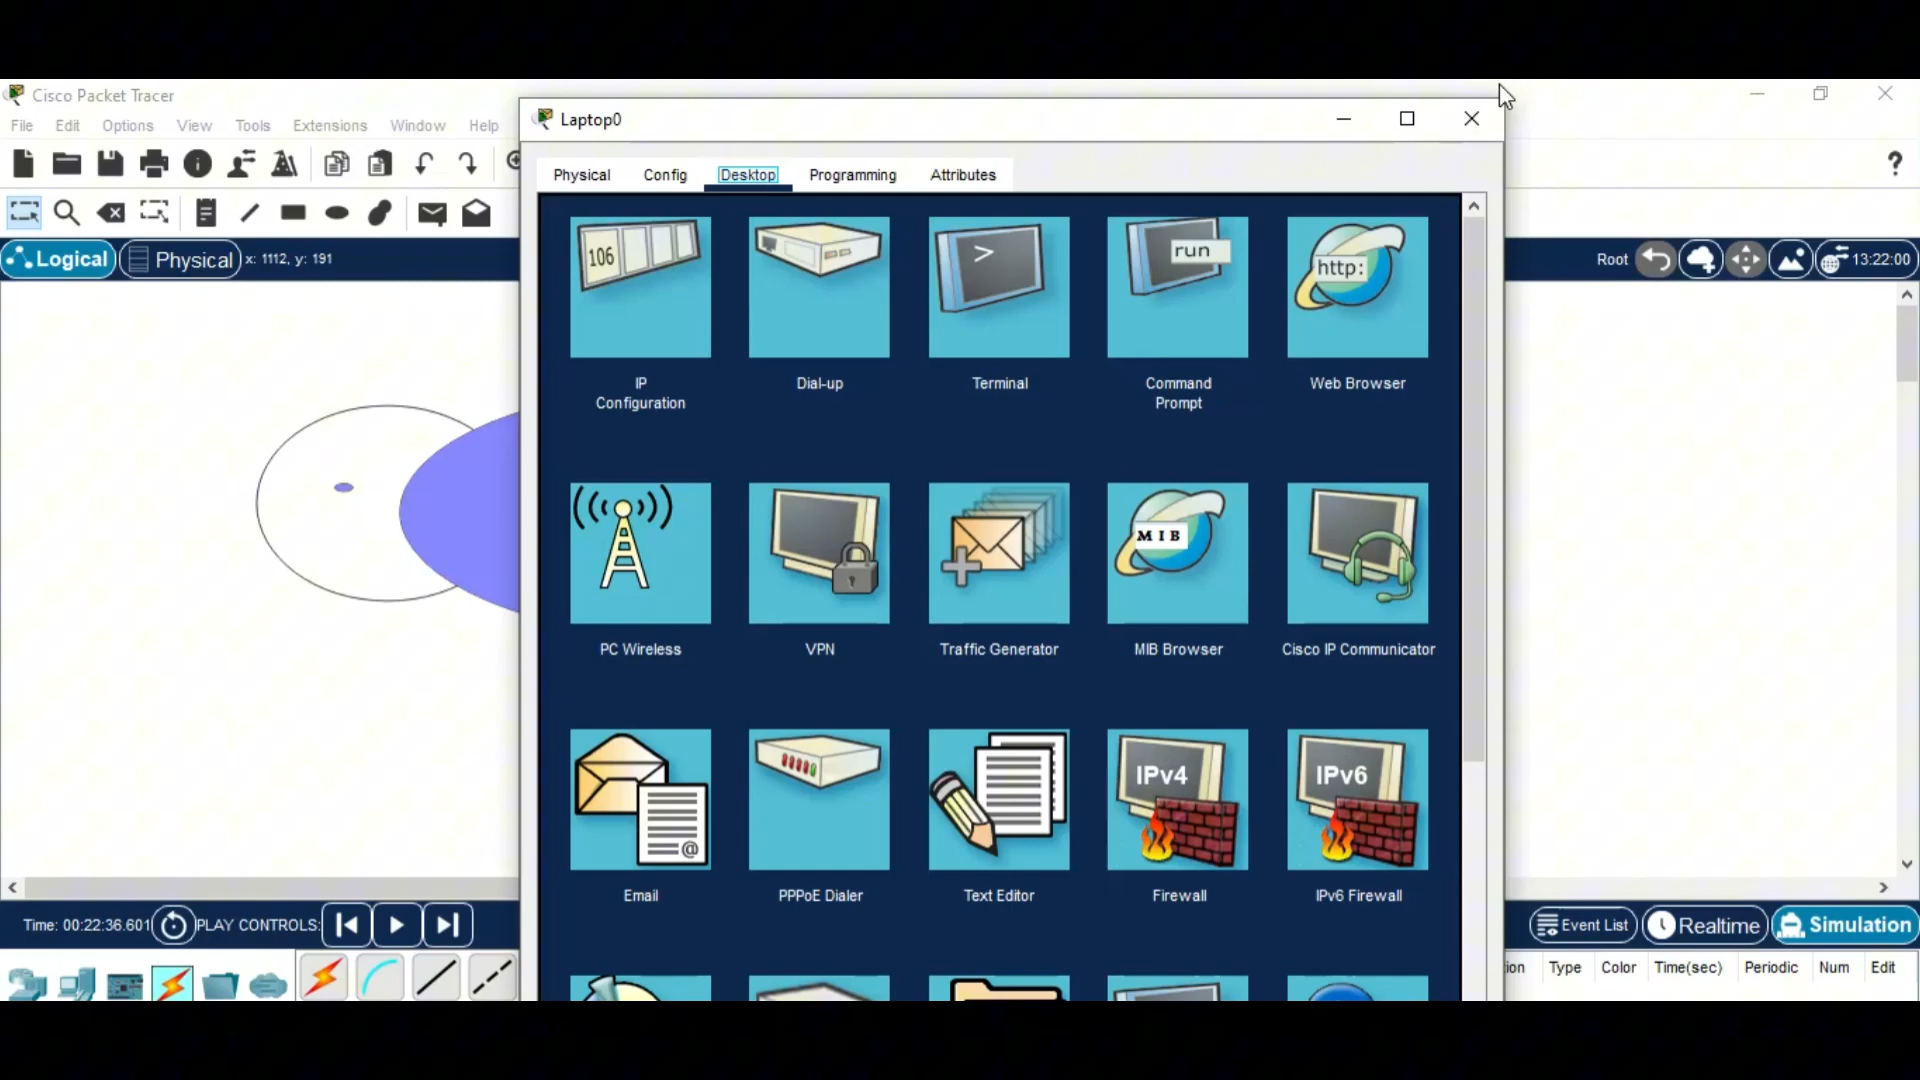 Cisco Packet Tracer
File Edit Options View Tools Extensions Window Help
Laptop0
Physical Config Desktop Programming Attributes
Logical Physical x: 1112, y: 191
Root 13:22:00
106
>
run
http:
IP
Configuration
Dial-up
Terminal
Command
Prompt
Web Browser
MIB
PC Wireless
VPN
Traffic Generator
MIB Browser
Cisco IP Communicator
@
IPv4
IPv6
Email
PPPoE Dialer
Text Editor
Firewall
IPv6 Firewall
Time: 00:22:36.601 PLAY CONTROLS:
Event List Realtime Simulation
ion Type Color Time(sec) Periodic Num Edit